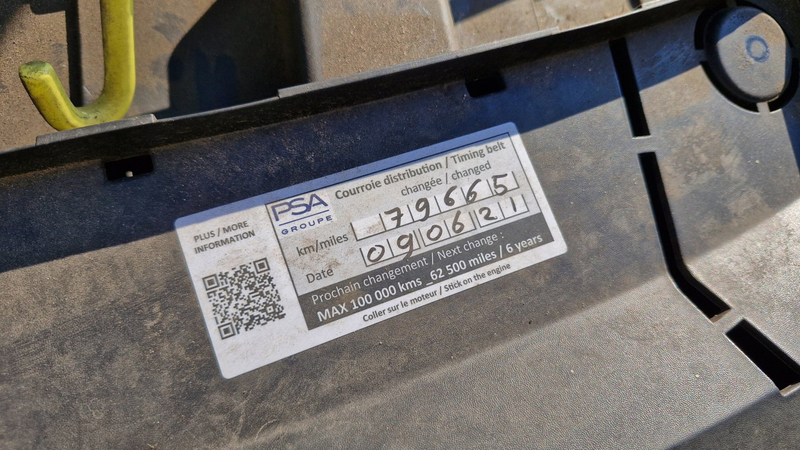 PLUS / MORE
INFORMATION
PSA
GROUPE
Courroie distribution / Timing belt
changée / changed
km/miles 79665
Date 090621
Prochain changement / Next change :
MAX 100 000 kms _62 500 miles / 6 years
Coller sur le moteur / Stick on the engine